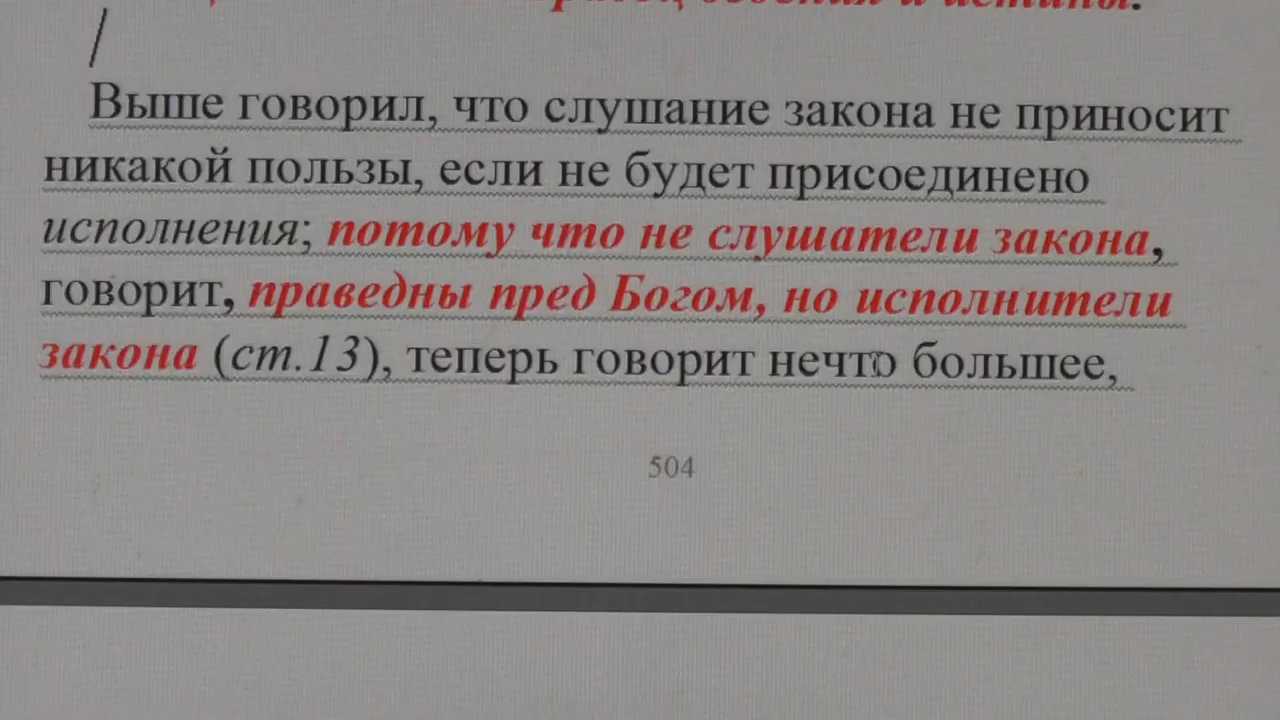 и истины.
/
Выше говорил, что слушание закона не приносит
никакой пользы, если не будет присоединено
исполнения; потому что не слушатели закона,
говорит, праведны пред Богом, но исполнители
закона (ст.13), теперь говорит нечто большее,
504